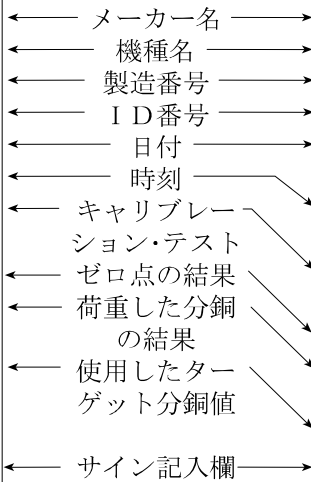 メーカー名
機種名
製造番号
ＩＤ番号
日付
時刻
キャリブレー
ション・テスト
ゼロ点の結果
荷重した分銅
の結果
使用したター
ゲット分銅値
サイン記入欄